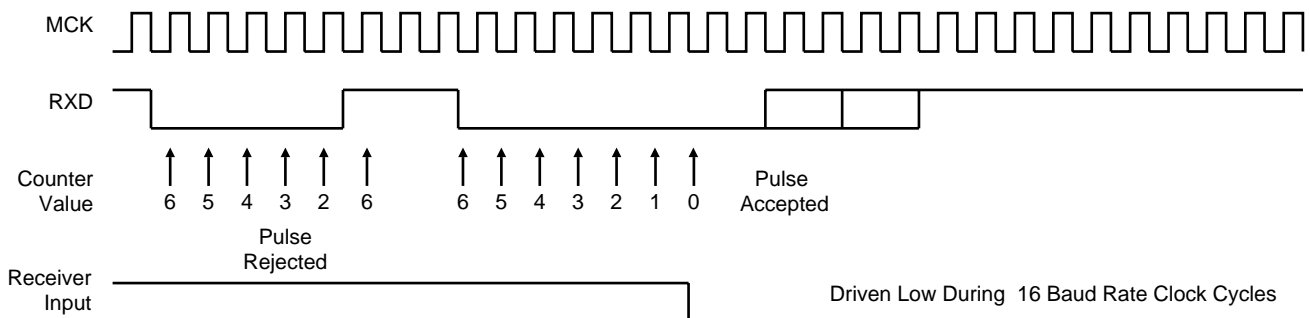 MCK
RXD
Counter
Value
6 5 4 3 2 6 6 5 4 3 2 1 0
Pulse
Accepted
Pulse
Rejected
Receiver
Input
Driven Low During 16 Baud Rate Clock Cycles